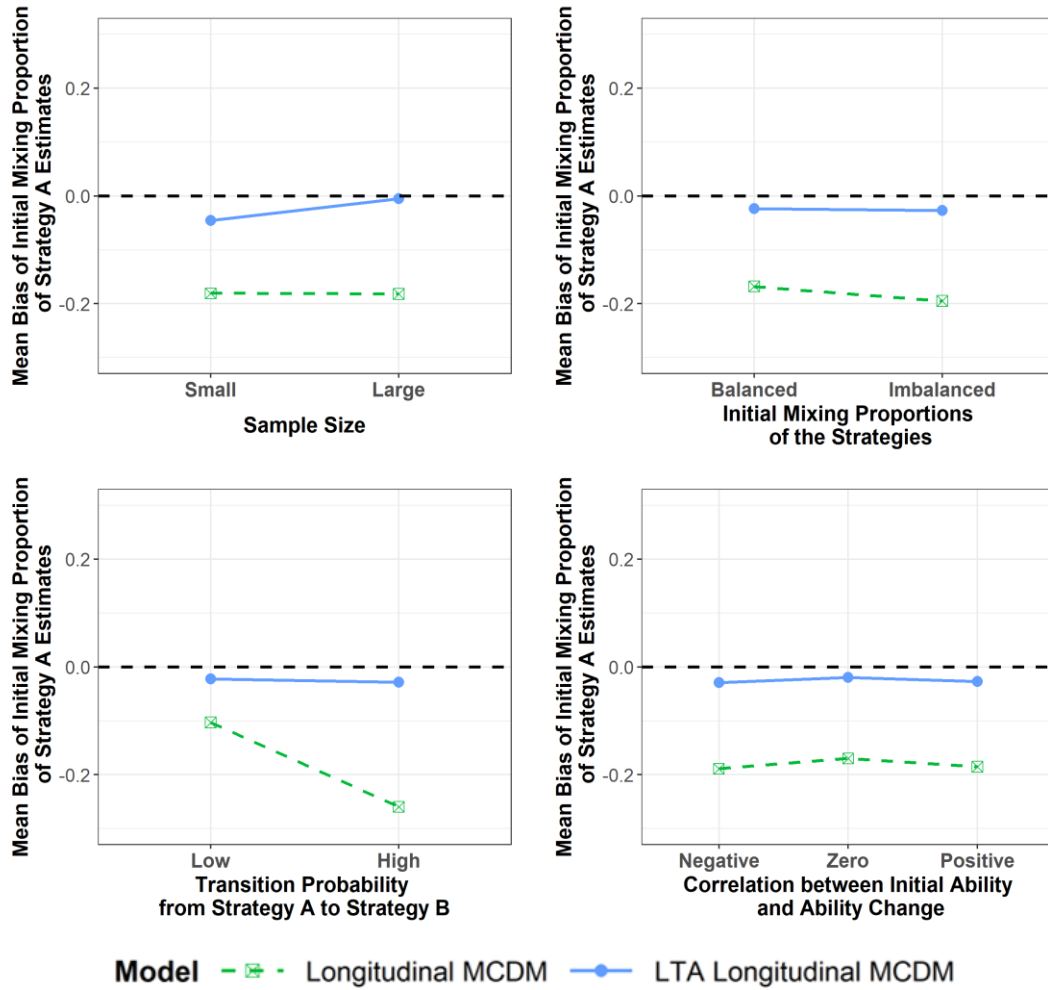 Mean Bias of Initial Mixing Proportion
of Strategy A Estimates
0.2
0.0
-0.2
Small Large
Sample Size
Mean Bias of Initial Mixing Proportion
of Strategy A Estimates
0.2
0.0
-0.2
Balanced Imbalanced
Initial Mixing Proportions
of the Strategies
Mean Bias of Initial Mixing Proportion
of Strategy A Estimates
0.2
0.0
-0.2
Low High
Transition Probability
from Strategy A to Strategy B
Mean Bias of Initial Mixing Proportion
of Strategy A Estimates
0.2
0.0
-0.2
Negative Zero Positive
Correlation between Initial Ability
and Ability Change
Model Longitudinal MCDM LTA Longitudinal MCDM